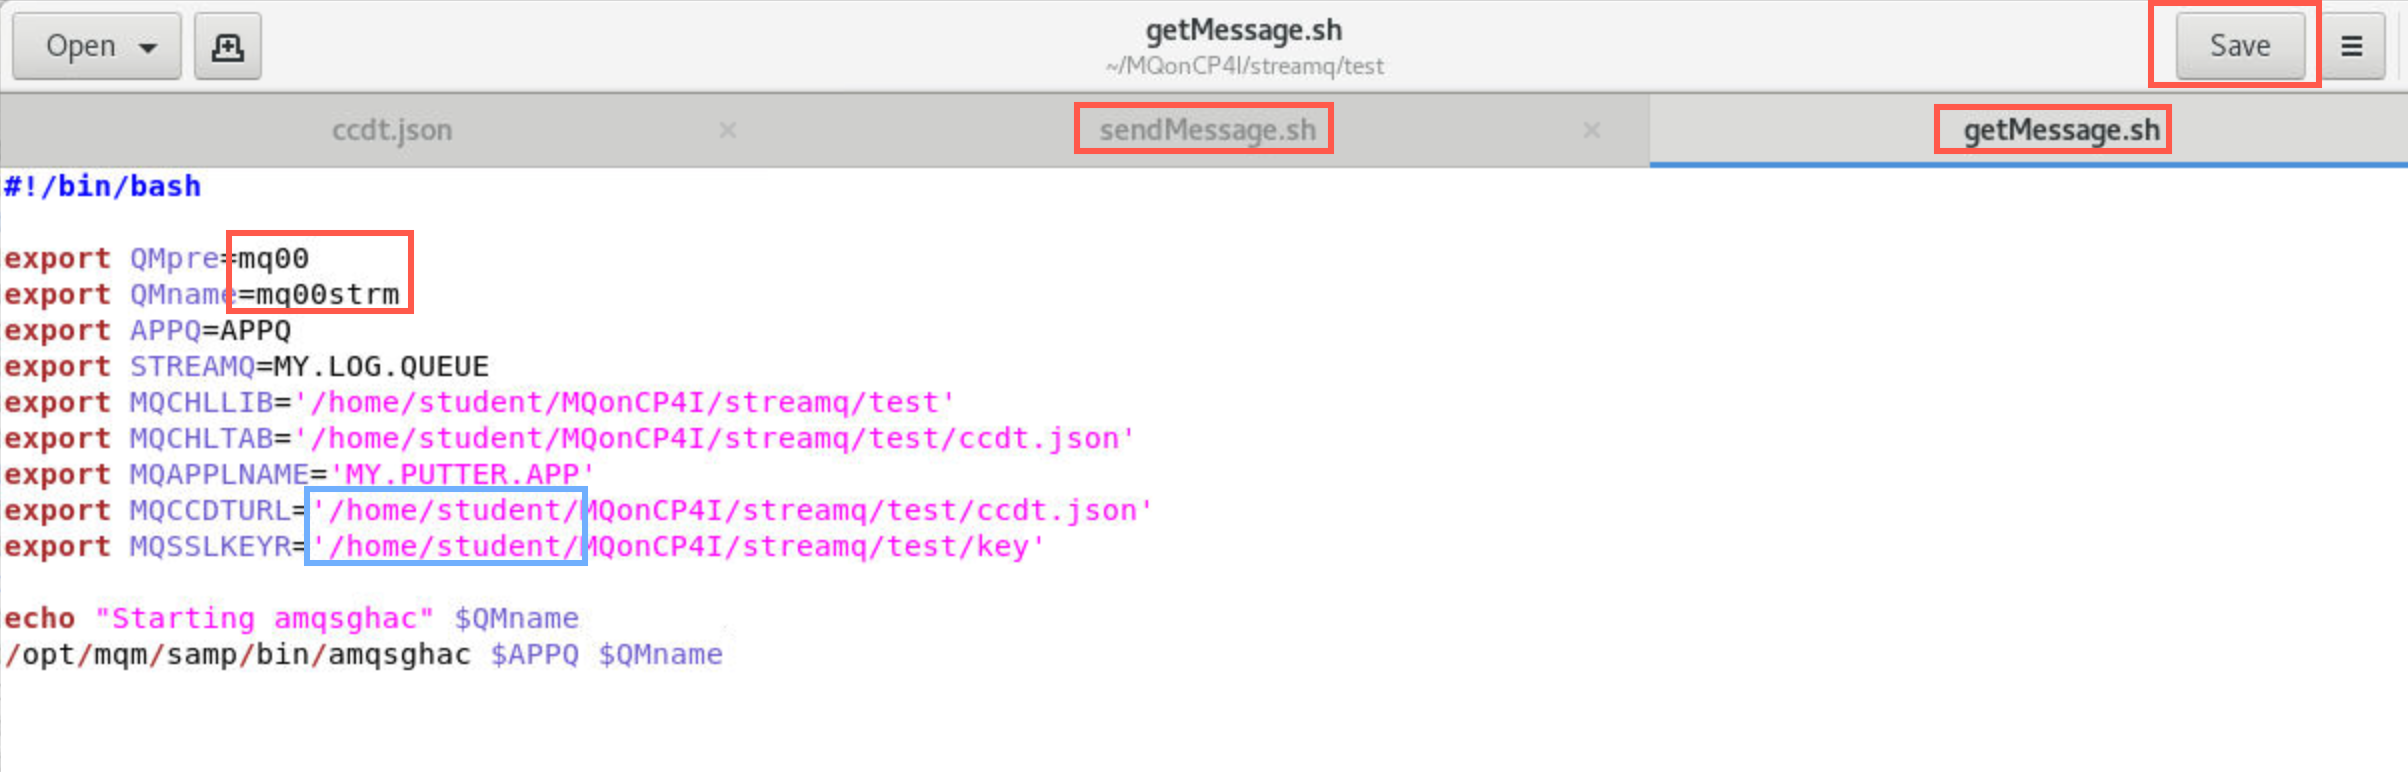 Open
getMessage.sh
~/MQonCP4I/streamq/test
Save
ccdt.json
sendMessage.sh
getMessage.sh
#!/bin/bash
export QMpre=mq00
export QMname=mq00strm
export APPQ=APPQ
export STREAMQ=MY.LOG.QUEUE
export MQCHLLIB='/home/student/MQonCP4I/streamq/test'
export MQCHLTAB='/home/student/MQonCP4I/streamq/test/ccdt.json'
export MQAPPLNAME='MY.PUTTER.APP'
export MQCCDTURL='/home/student/MQonCP4I/streamq/test/ccdt.json'
export MQSSLKEYR='/home/student/MQonCP4I/streamq/test/key'
echo "Starting amqsghac" $QMname
/opt/mqm/samp/bin/amqsghac $APPQ $QMname